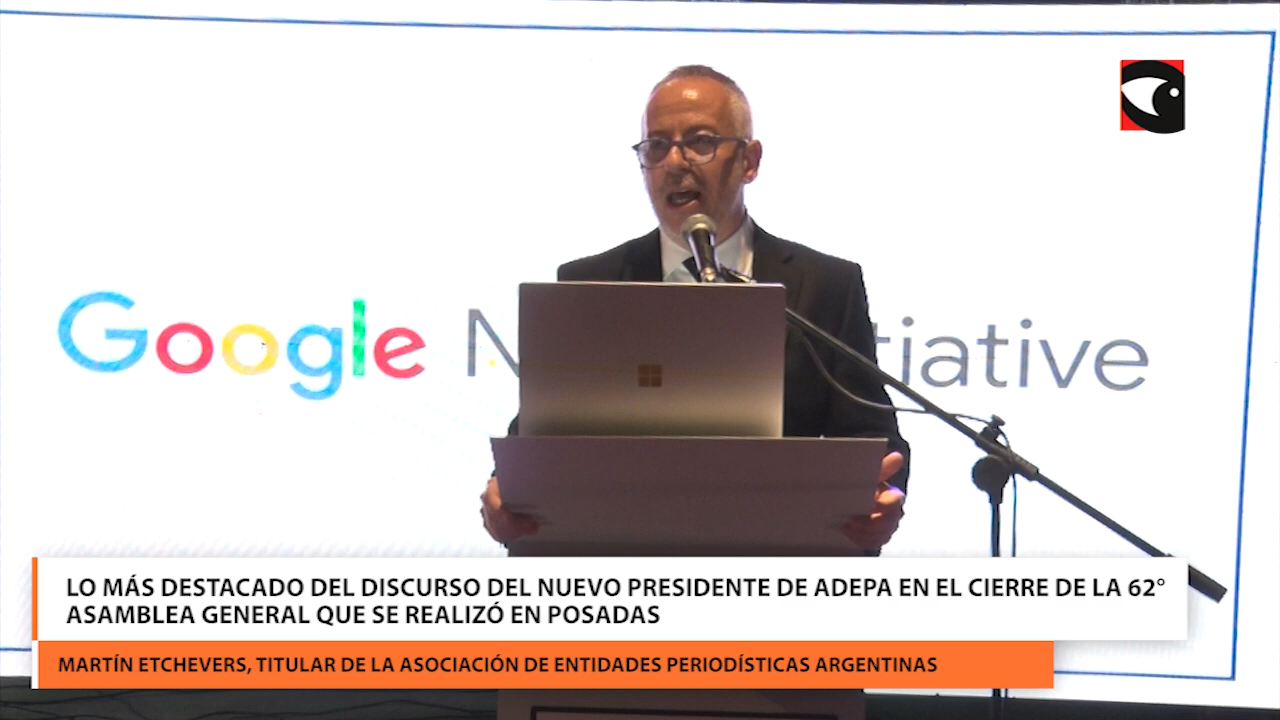 Google N tiative
LO MÁS DESTACADO DEL DISCURSO DEL NUEVO PRESIDENTE DE ADEPA EN EL CIERRE DE LA 62°
ASAMBLEA GENERAL QUE SE REALIZÓ EN POSADAS
MARTÍN ETCHEVERS, TITULAR DE LA ASOCIACIÓN DE ENTIDADES PERIODÍSTICAS ARGENTINAS